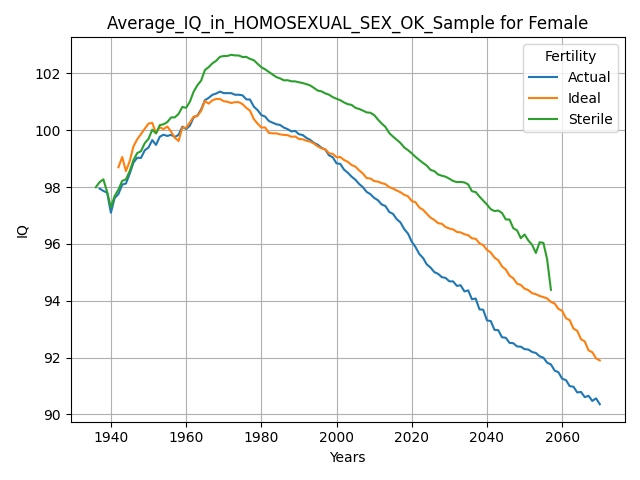 Average_IQ_in_HOMOSEXUAL_SEX_OK_Sample for Female
Fertility
Actual
Ideal
Sterile
IQ
102
100
98
96
94
92
90
1940 1960 1980 2000 2020 2040 2060
Years